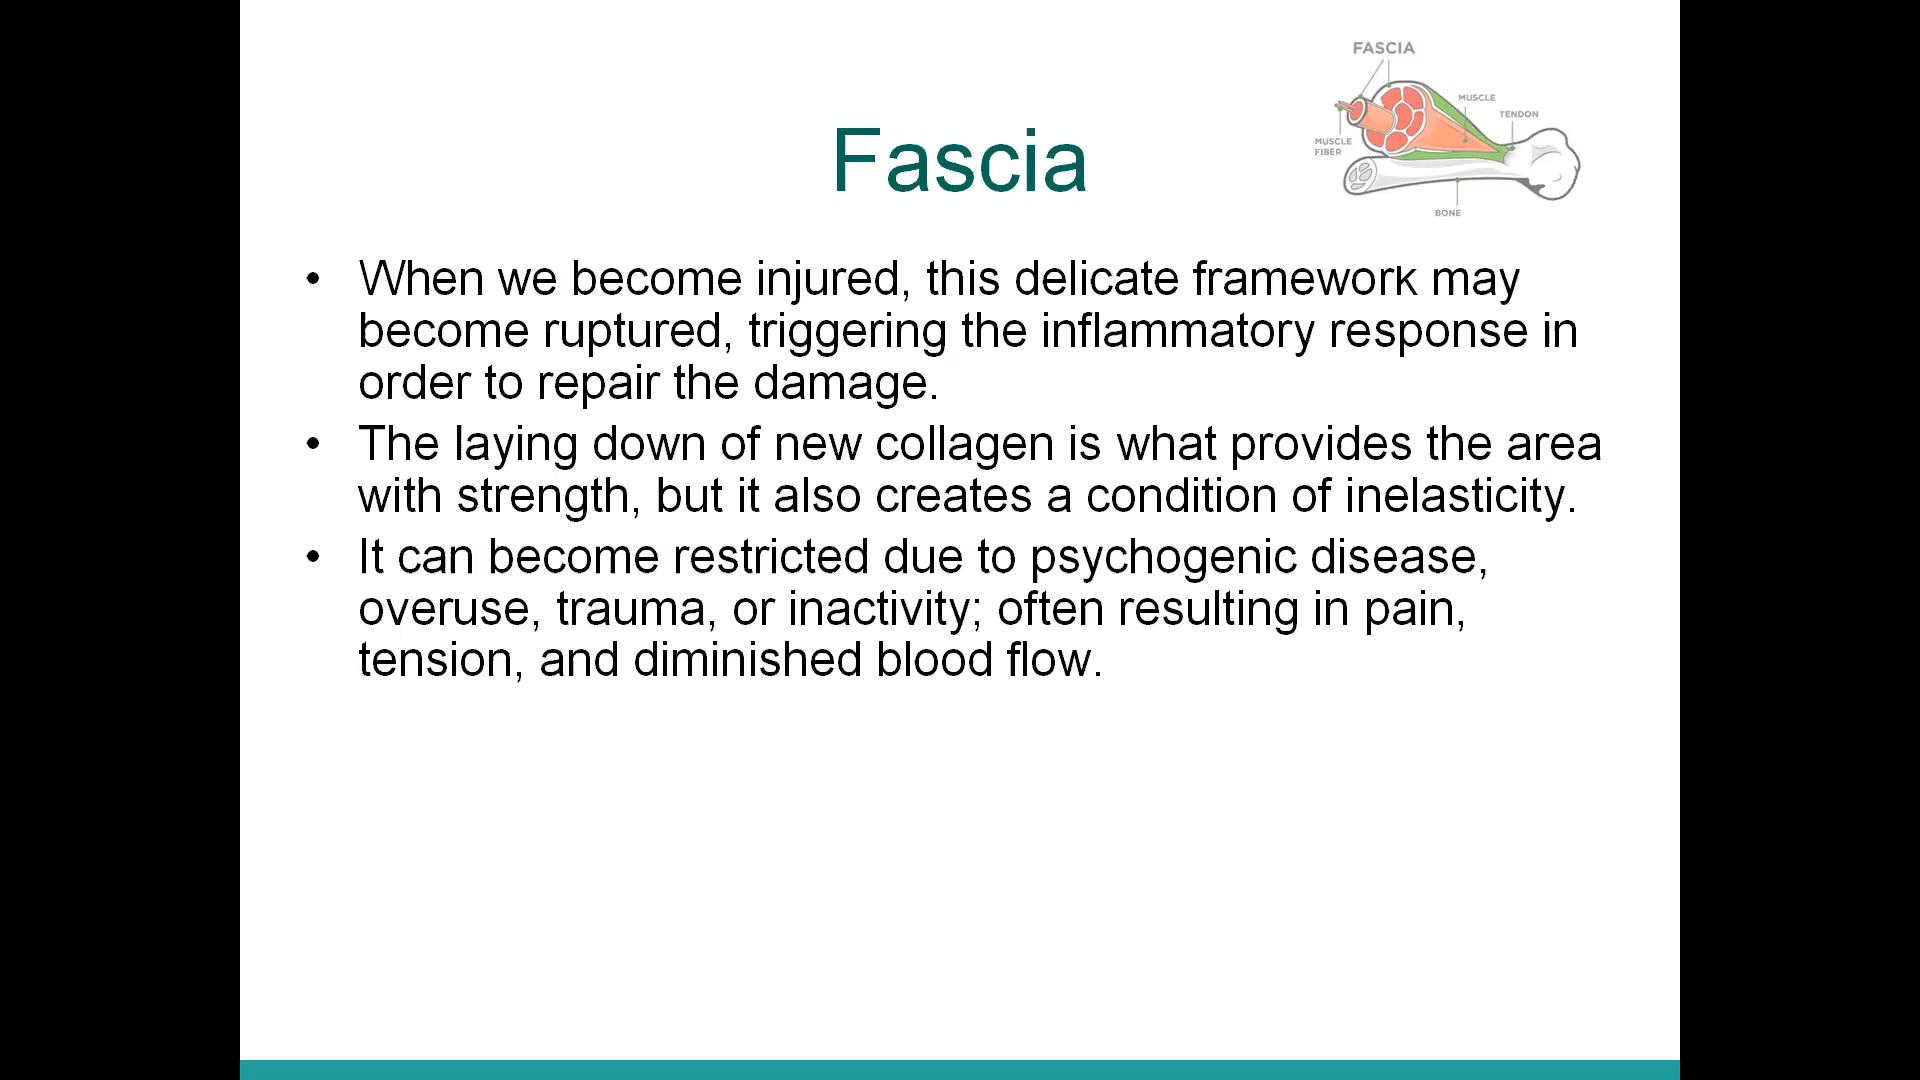 FASCIA
MUSCLE
TENDON
MUSCLE
FIBER
BONE
Fascia
• When we become injured, this delicate framework may
become ruptured, triggering the inflammatory response in
order to repair the damage.
• The laying down of new collagen is what provides the area
with strength, but it also creates a condition of inelasticity.
• It can become restricted due to psychogenic disease,
overuse, trauma, or inactivity; often resulting in pain,
tension, and diminished blood flow.